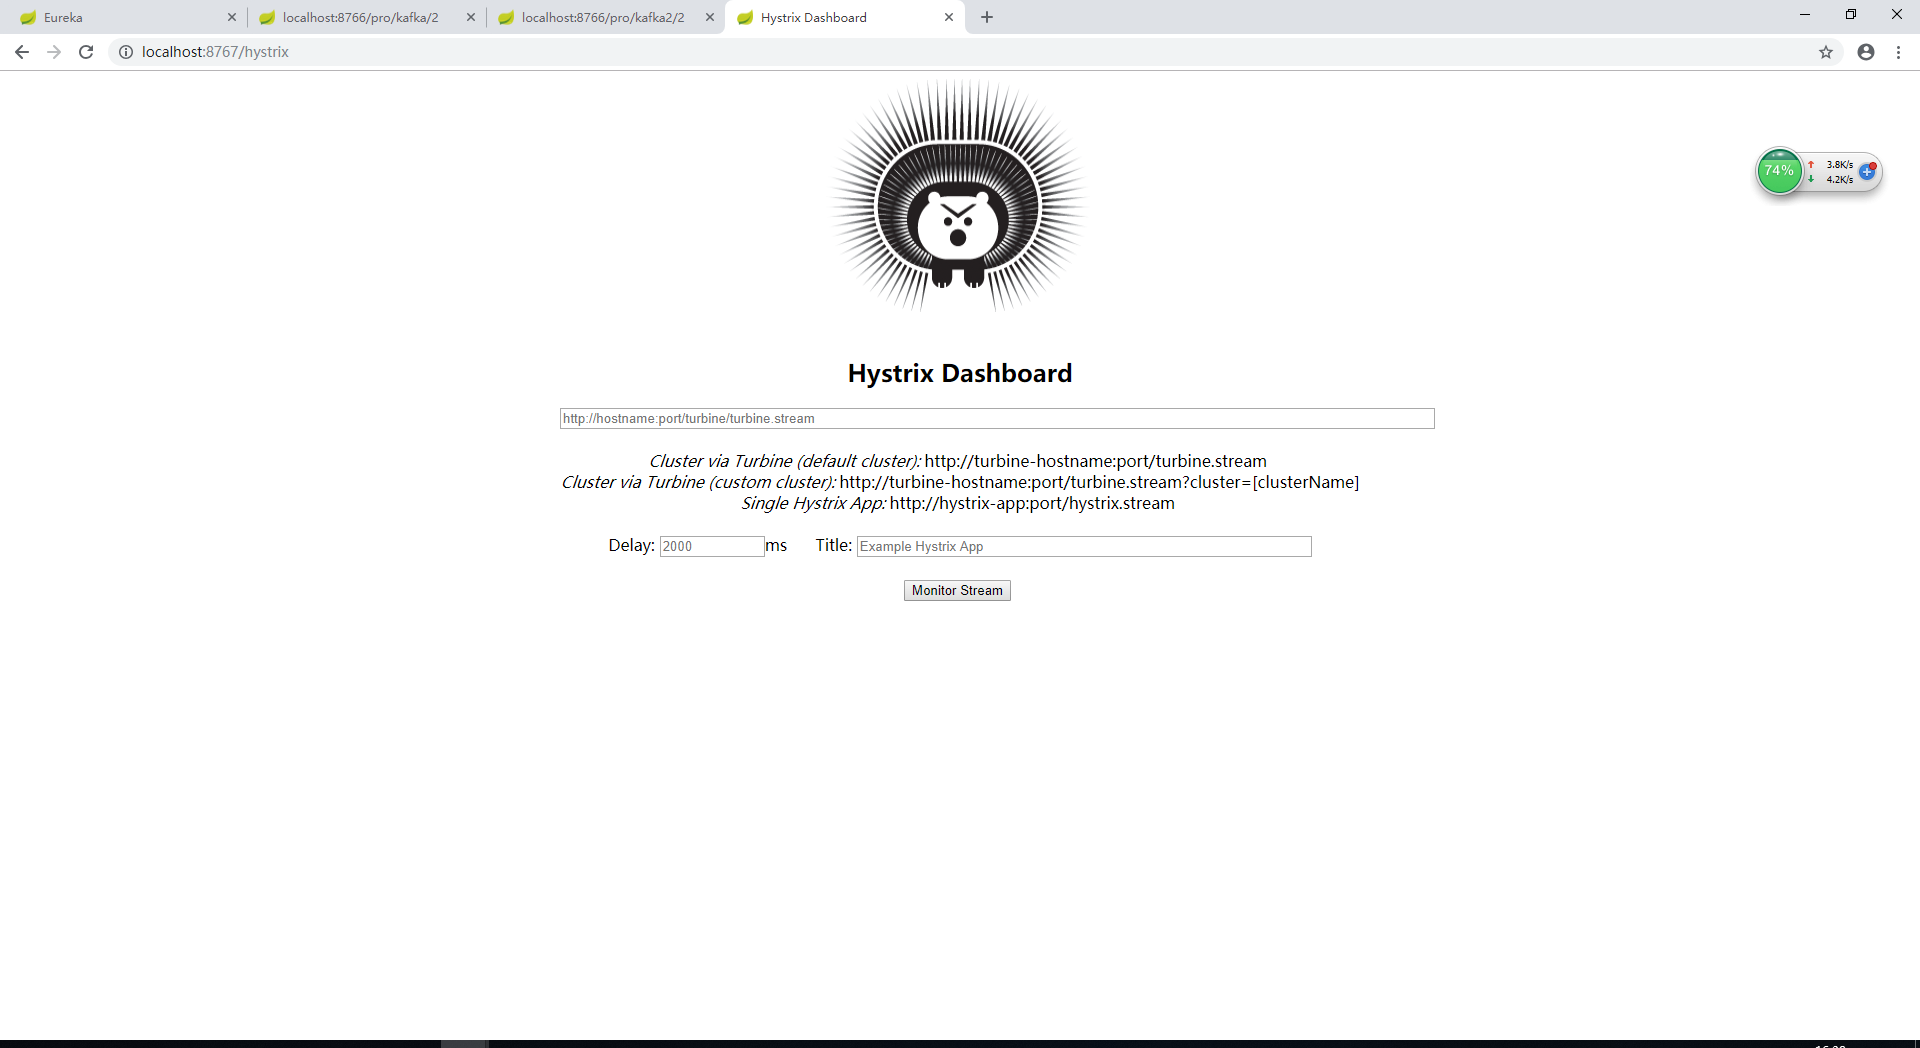 Eureka
localhost:8766/pro/kafka/2
localhost:8766/pro/kafka2/2
Hystrix Dashboard
localhost:8767/hystrix
74%
3.8K/s
4.2K/s
Hystrix Dashboard
http://hostname:port/turbine/turbine.stream
Cluster via Turbine (default cluster): http://turbine-hostname:port/turbine.stream
Cluster via Turbine (custom cluster): http://turbine-hostname:port/turbine.stream?cluster=[clusterName]
Single Hystrix App: http://hystrix-app:port/hystrix.stream
Delay: 2000 ms Title: Example Hystrix App
Monitor Stream